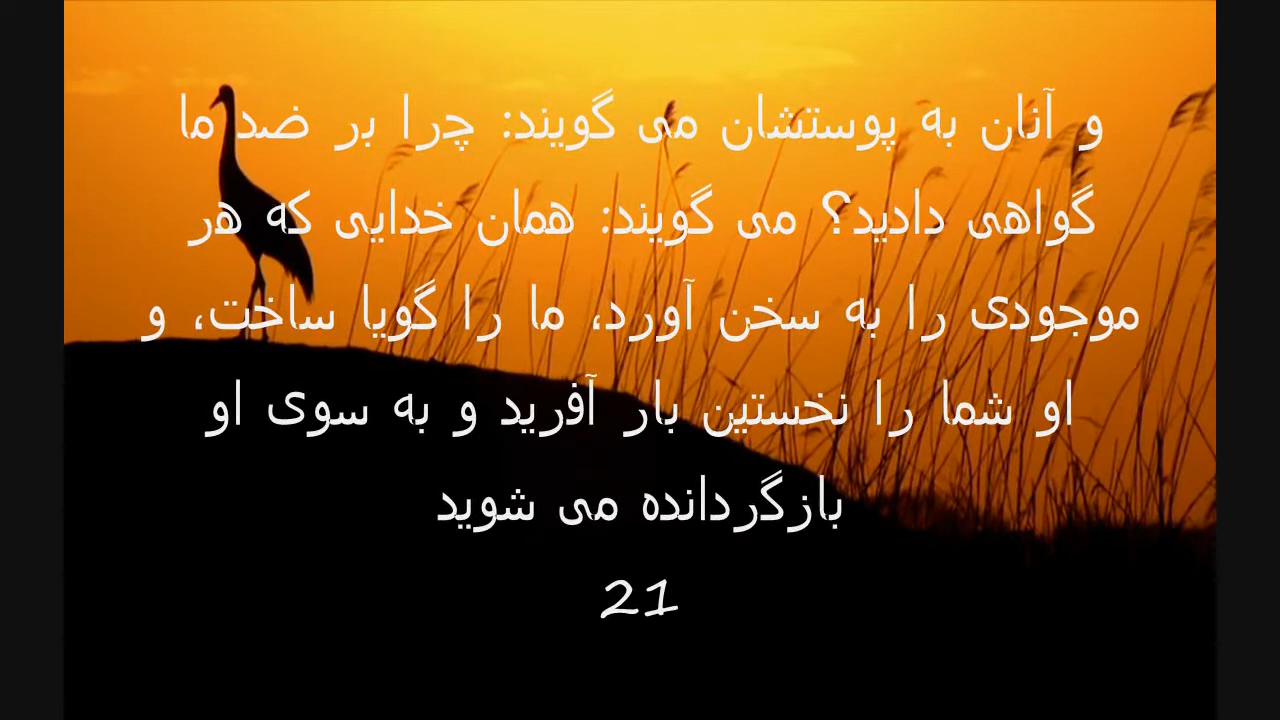 و آنان به پوستشان می گویند: چرا بر ضد ما
گواهی دادید؟ می گویند: همان خدایی که هر
موجودی را به سخن آورد، ما را گویا ساخت، و
او شما را نخستین بار آفرید و به سوی او
بازگردانده می شوید
21